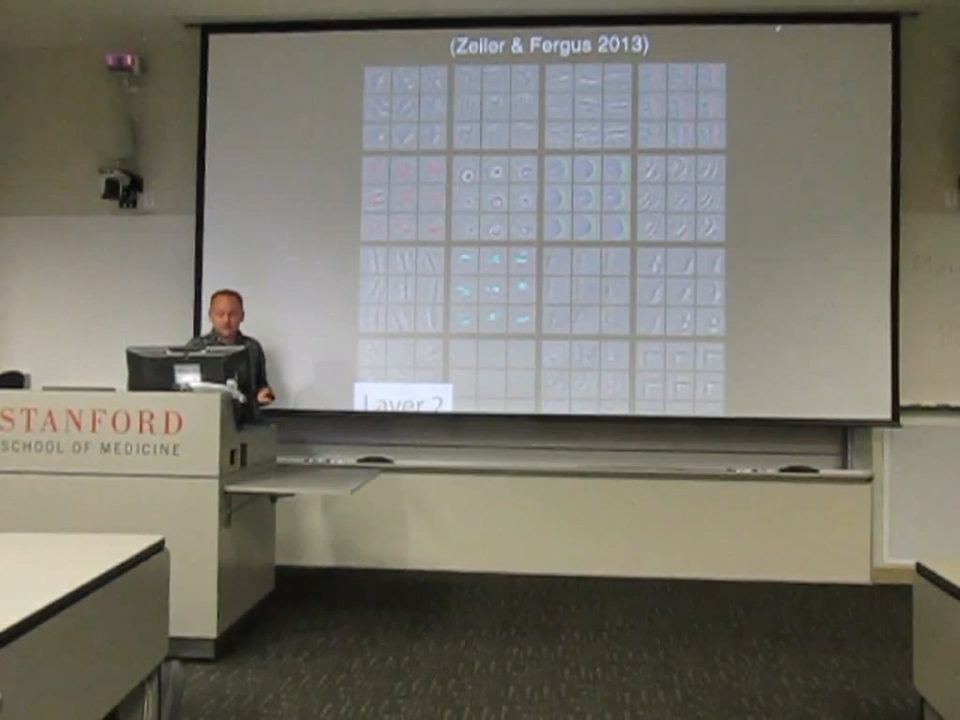 (Zeiler & Fergus 2013)
Layer 2
STANFORD
SCHOOL OF MEDICINE